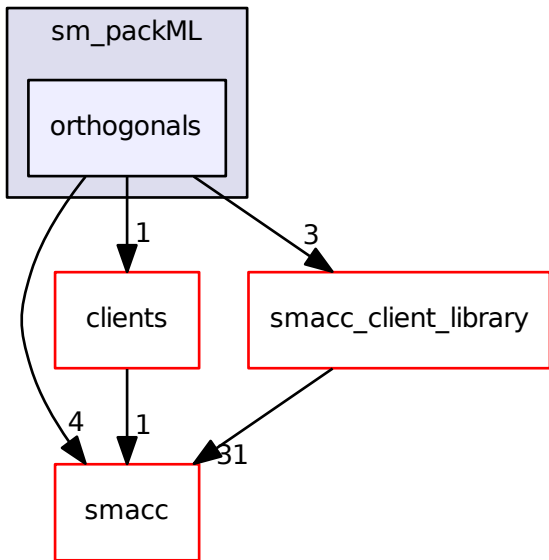 sm_packML
orthogonals
1
3
clients
smacc_client_library
4
1
31
smacc